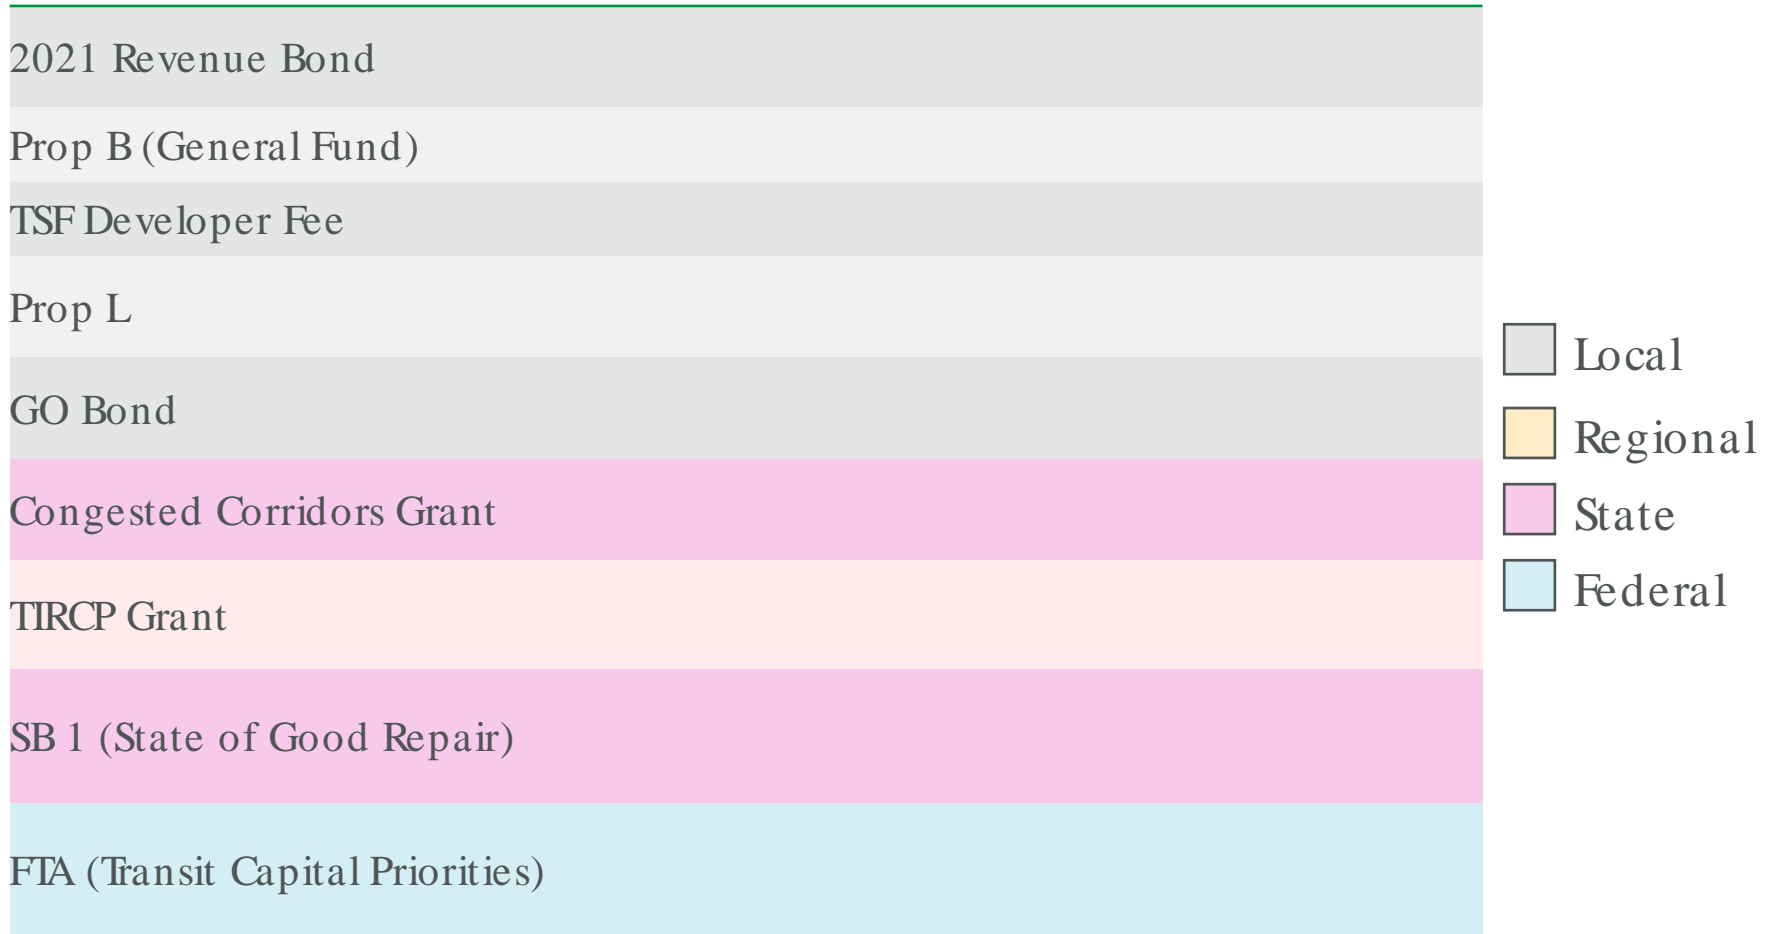 2021 Revenue Bond
Prop B (General Fund)
TSF Developer Fee
Prop L
GO Bond
Congested Corridors Grant
TIRCP Grant
SB 1 (State of Good Repair)
FTA (Transit Capital Priorities)
Local
Regional
State
Federal